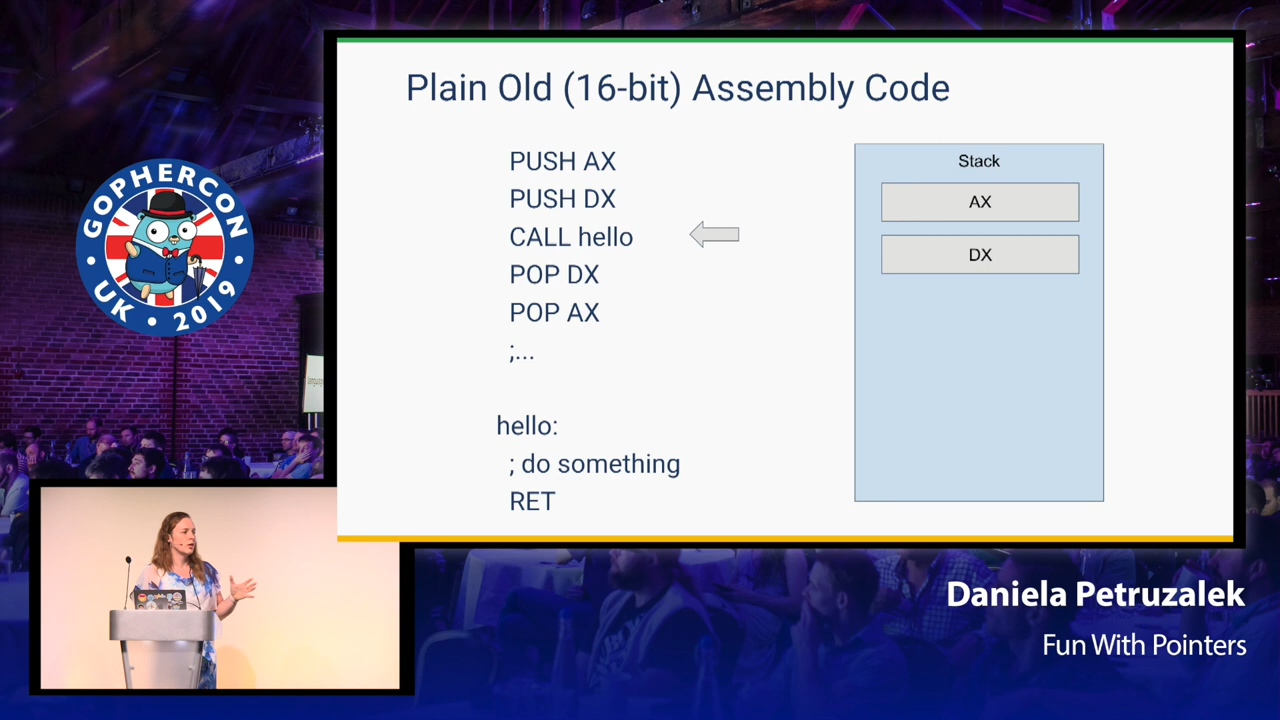 GOPHERCON
UK • 2019
Plain Old (16-bit) Assembly Code
PUSH AX
PUSH DX
CALL hello
POP DX
POP AX
;...
hello:
; do something
RET
Stack
AX
DX
Daniela Petruzalek
Fun With Pointers